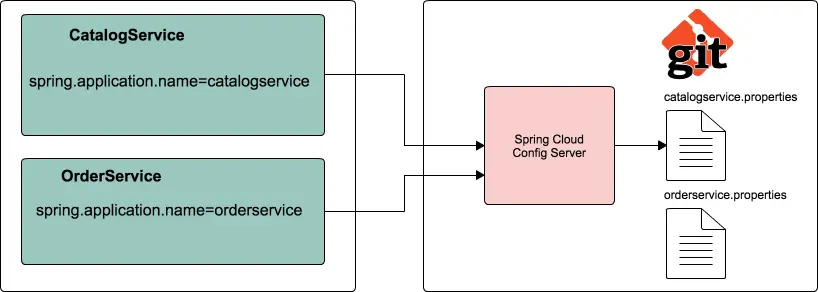 CatalogService
spring.application.name=catalogservice
OrderService
spring.application.name=orderservice
Spring Cloud
Config Server
git
catalogservice.properties
orderservice.properties